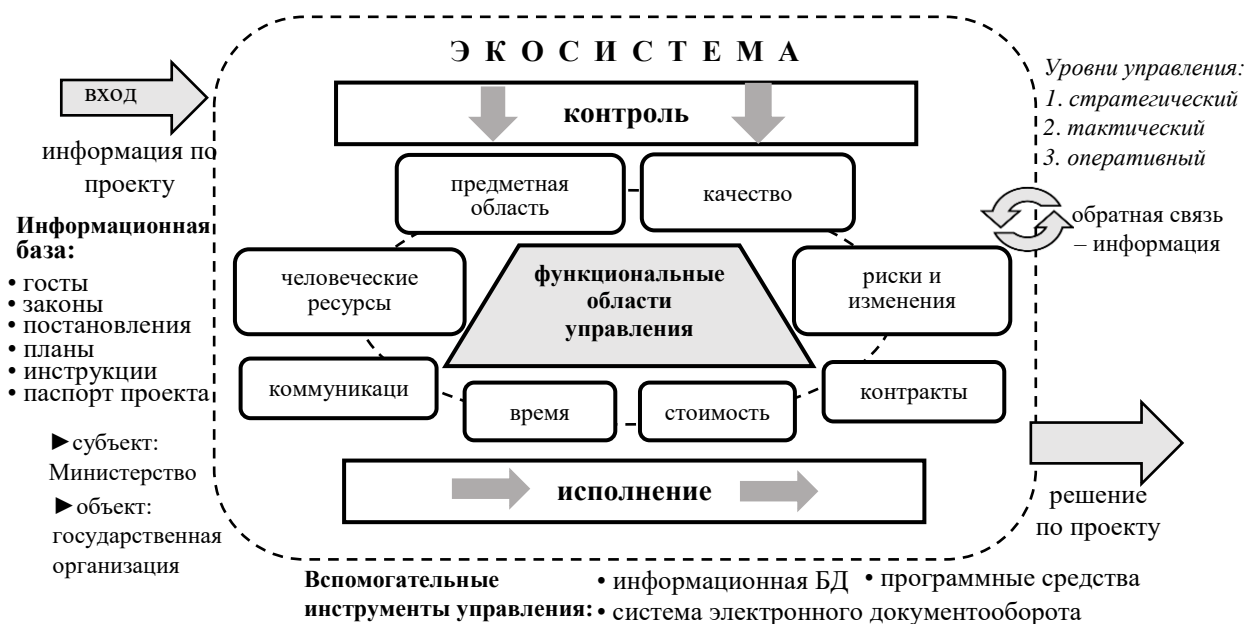 Э К О С И С Т Е М А
вход
информация по
проекту
контроль
Уровни управления:
1. стратегический
2. тактический
3. оперативный
предметная
область
качество
обратная связь
– информация
Информационная
база:
• госты
• законы
• постановления
• планы
• инструкции
• паспорт проекта
человеческие
ресурсы
функциональные
области
управления
риски и
изменения
коммуникаци
время
стоимость
контракты
►субъект:
Министерство
►объект:
государственная
организация
исполнение
решение
по проекту
Вспомогательные
инструменты управления:
• информационная БД • программные средства
• система электронного документооборота